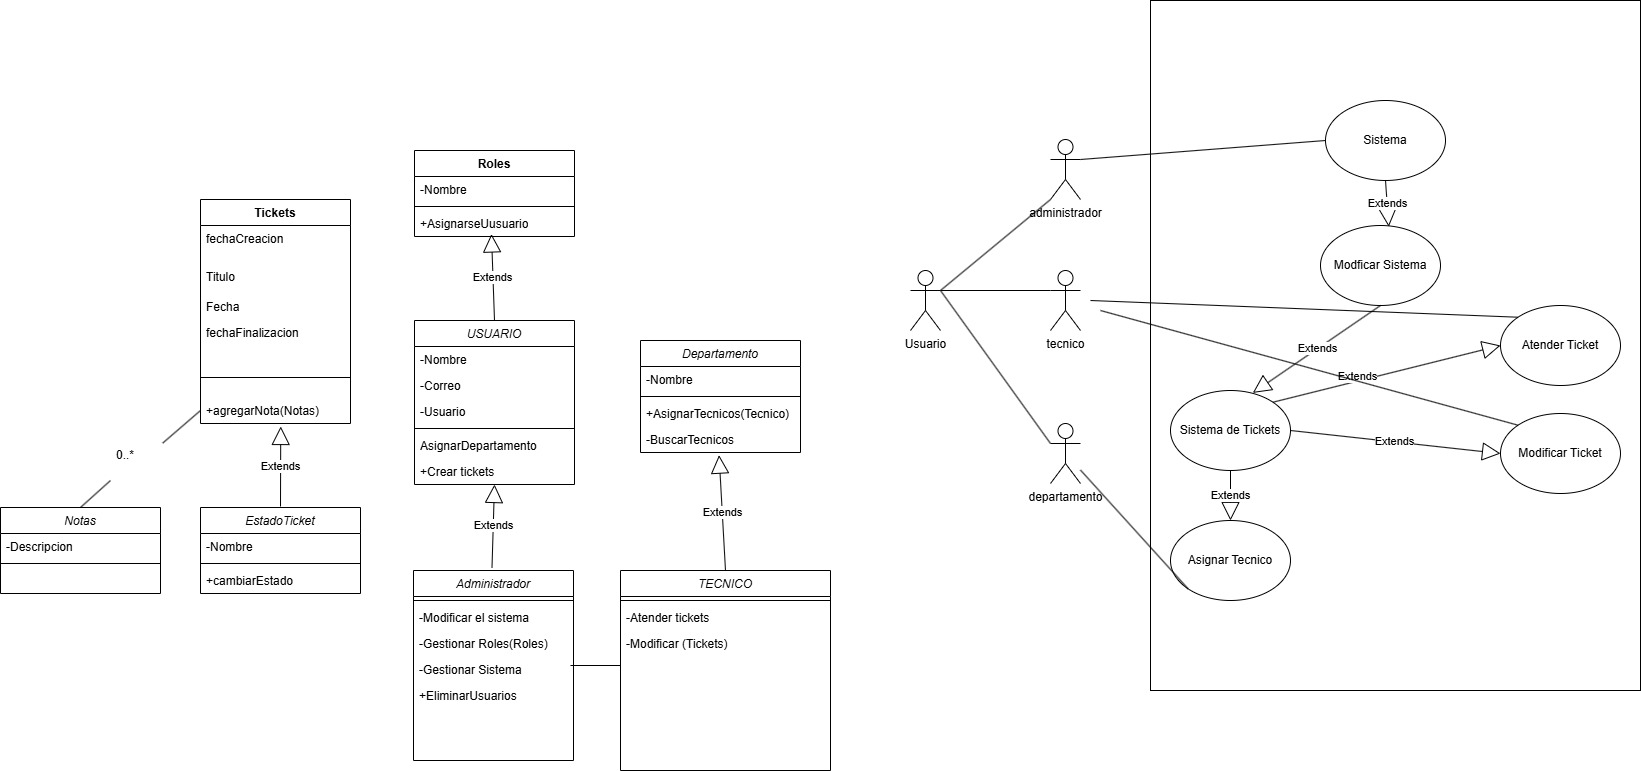 Tickets
fechaCreacion
Titulo
Fecha
fechaFinalizacion
+agregarNota(Notas)
0..*
Extends
Notas
-Descripcion
EstadoTicket
-Nombre
+cambiarEstado
Roles
-Nombre
+AsignarseUusuario
Extends
USUARIO
-Nombre
-Correo
-Usuario
AsignarDepartamento
+Crear tickets
Extends
Administrador
-Modificar el sistema
-Gestionar Roles(Roles)
-Gestionar Sistema
+EliminarUsuarios
Departamento
-Nombre
+AsignarTecnicos(Tecnico)
-BuscarTecnicos
Extends
TECNICO
-Atender tickets
-Modificar (Tickets)
administrador
Usuario
tecnico
departamento
Sistema
Extends
Modficar Sistema
Extends
Atender Ticket
Extends
Sistema de Tickets
Extends
Modificar Ticket
Extends
Asignar Tecnico